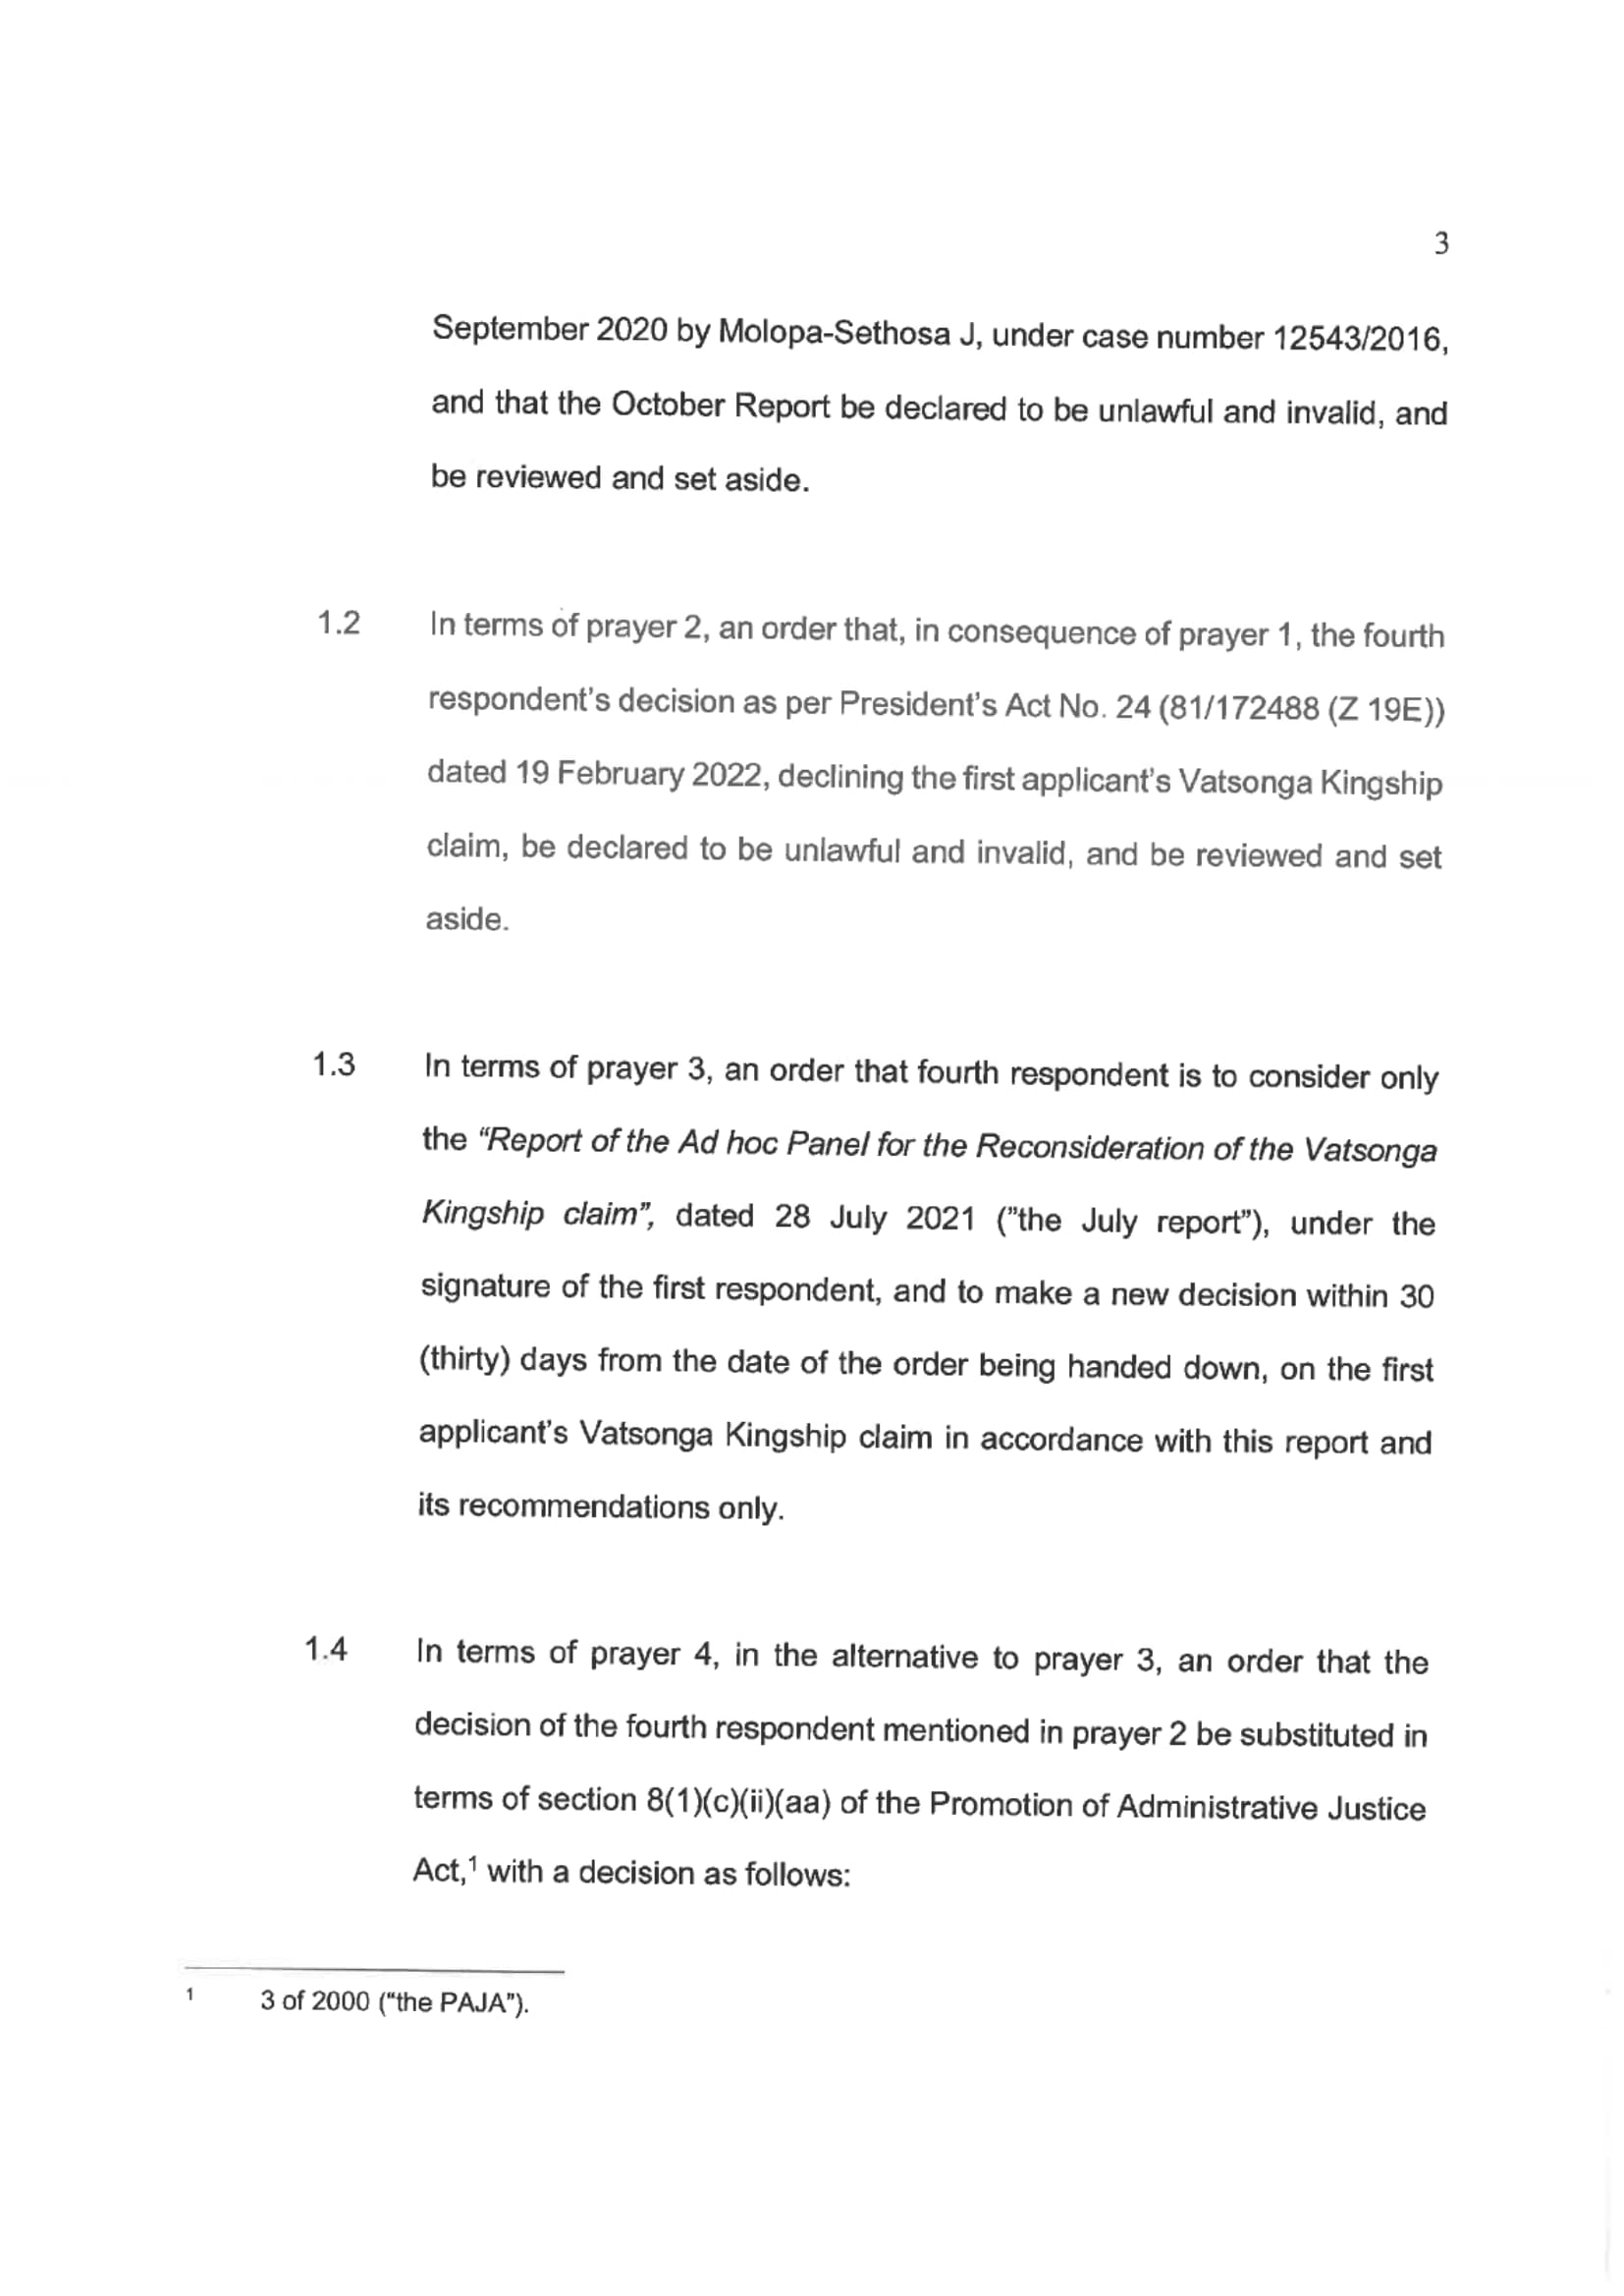 3
September 2020 by Molopa-Sethosa J, under case number 12543/2016,
and that the October Report be declared to be unlawful and invalid, and
be reviewed and set aside.
1.2 In terms of prayer 2, an order that, in consequence of prayer 1, the fourth
respondent's decision as per President's Act No. 24 (81/172488 (Z 19E))
dated 19 February 2022, declining the first applicant's Vatsonga Kingship
claim, be declared to be unlawful and invalid, and be reviewed and set
aside.
1.3 In terms of prayer 3, an order that fourth respondent is to consider only
the “Report of the Ad hoc Panel for the Reconsideration of the Vatsonga
Kingship claim”, dated 28 July 2021 (”the July report”), under the
signature of the first respondent, and to make a new decision within 30
(thirty) days from the date of the order being handed down, on the first
applicant's Vatsonga Kingship claim in accordance with this report and
its recommendations only.
1.4 In terms of prayer 4, in the alternative to prayer 3, an order that the
decision of the fourth respondent mentioned in prayer 2 be substituted in
terms of section 8(1)(c)(ii)(aa) of the Promotion of Administrative Justice
Act,¹ with a decision as follows:
¹ 3 of 2000 (“the PAJA”).